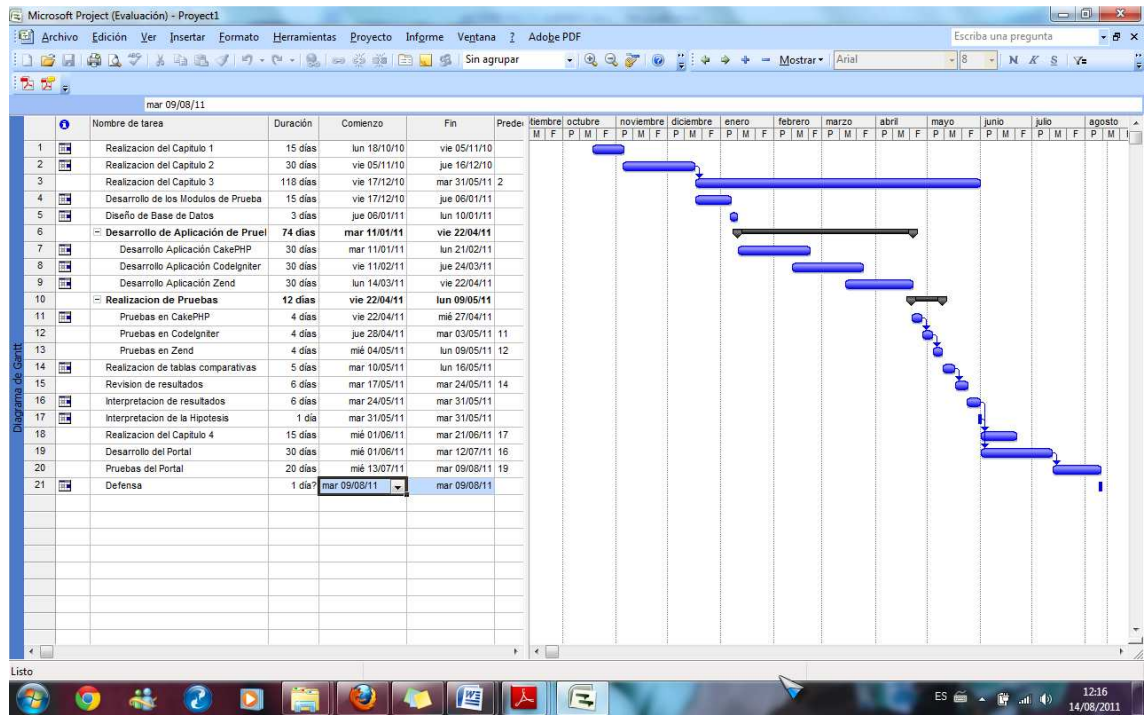 Microsoft Project (Evaluación) - Proyect1
Archivo Edición Ver Insertar Formato Herramientas Proyecto Informe Ventana ? Adobe PDF Escriba una pregunta
Sin agrupar Mostrar Arial 8 N K S
mar 09/08/11
Nombre de tarea Duración Comienzo Fin Predec tiembre octubre noviembre diciembre enero febrero marzo abril mayo junio julio agosto
M F P M F P M F P M F P M F P M F P M F P M F P M F P M F P M F P M
1 Realizacion del Capitulo 1 15 días lun 18/10/10 vie 05/11/10
2 Realizacion del Capitulo 2 30 días vie 05/11/10 jue 16/12/10
3 Realizacion del Capitulo 3 118 días vie 17/12/10 mar 31/05/11 2
4 Desarrollo de los Modulos de Prueba 15 días vie 17/12/10 jue 06/01/11
5 Diseño de Base de Datos 3 días jue 06/01/11 lun 10/01/11
6 Desarrollo de Aplicación de Pruel 74 días mar 11/01/11 vie 22/04/11
7 Desarrollo Aplicación CakePHP 30 días mar 11/01/11 lun 21/02/11
8 Desarrollo Aplicación CodeIgniter 30 días vie 11/02/11 jue 24/03/11
9 Desarrollo Aplicación Zend 30 días lun 14/03/11 vie 22/04/11
10 Realizacion de Pruebas 12 días vie 22/04/11 lun 09/05/11
11 Pruebas en CakePHP 4 días vie 22/04/11 mié 27/04/11
12 Pruebas en CodeIgniter 4 días jue 28/04/11 mar 03/05/11 11
13 Pruebas en Zend 4 días mié 04/05/11 lun 09/05/11 12
14 Realizacion de tablas comparativas 5 días mar 10/05/11 lun 16/05/11
15 Revision de resultados 6 días mar 17/05/11 mar 24/05/11 14
16 Interpretacion de resultados 6 días mar 24/05/11 mar 31/05/11
17 Interpretacion de la Hipotesis 1 día mar 31/05/11 mar 31/05/11
18 Realizacion del Capitulo 4 15 días mié 01/06/11 mar 21/06/11 17
19 Desarrollo del Portal 30 días mié 01/06/11 mar 12/07/11 16
20 Pruebas del Portal 20 días mié 13/07/11 mar 09/08/11 19
21 Defensa 1 día? mar 09/08/11 mar 09/08/11
Diagrama de Gantt
Listo
ES 12:16
14/08/2011